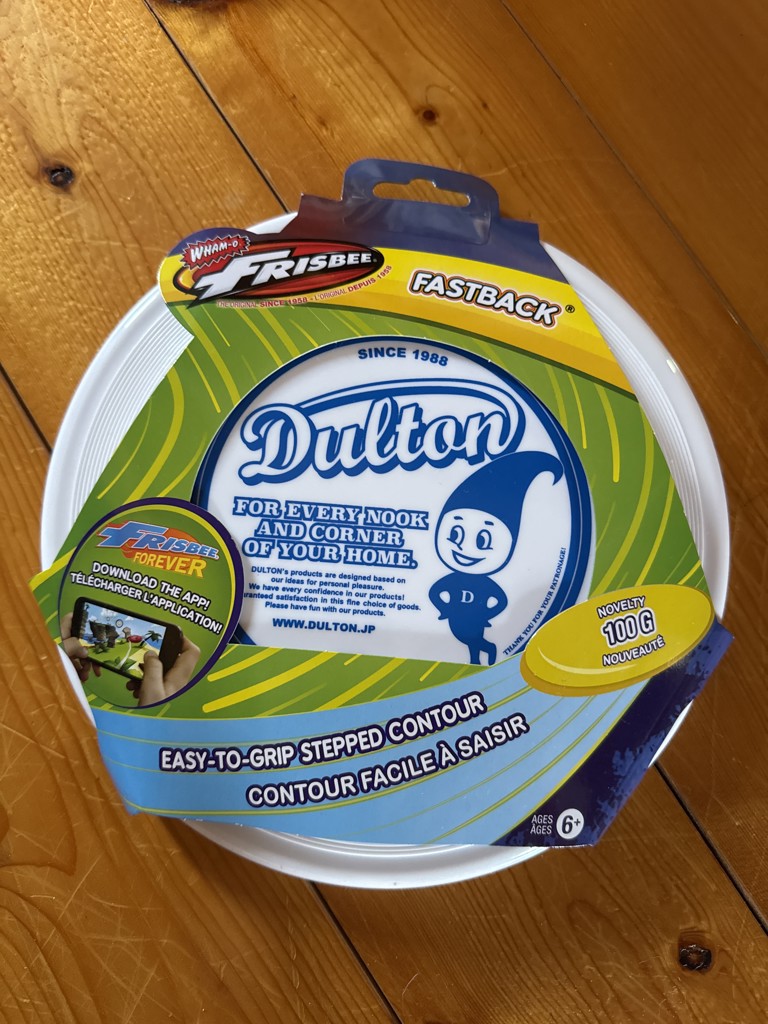 WHAM-O
FRISBEE®
THE ORIGINAL SINCE 1958 - L'ORIGINAL DEPUIS 1958
FASTBACK®
SINCE 1988
Dulton
FOR EVERY NOOK
AND CORNER
OF YOUR HOME.
DULTON's products are designed based on
our ideas for personal pleasure.
We have every confidence in our products!
uranteed satisfaction in this fine choice of goods.
Please have fun with our products.
WWW.DULTON.JP
D
THANK YOU FOR YOUR PATRONAGE!
FRISBEE
FOREVER
DOWNLOAD THE APP!
TÉLÉCHARGER L'APPLICATION!
NOVELTY
100 G
NOUVEAUTÉ
EASY-TO-GRIP STEPPED CONTOUR
CONTOUR FACILE À SAISIR
AGES
ÂGES
6+